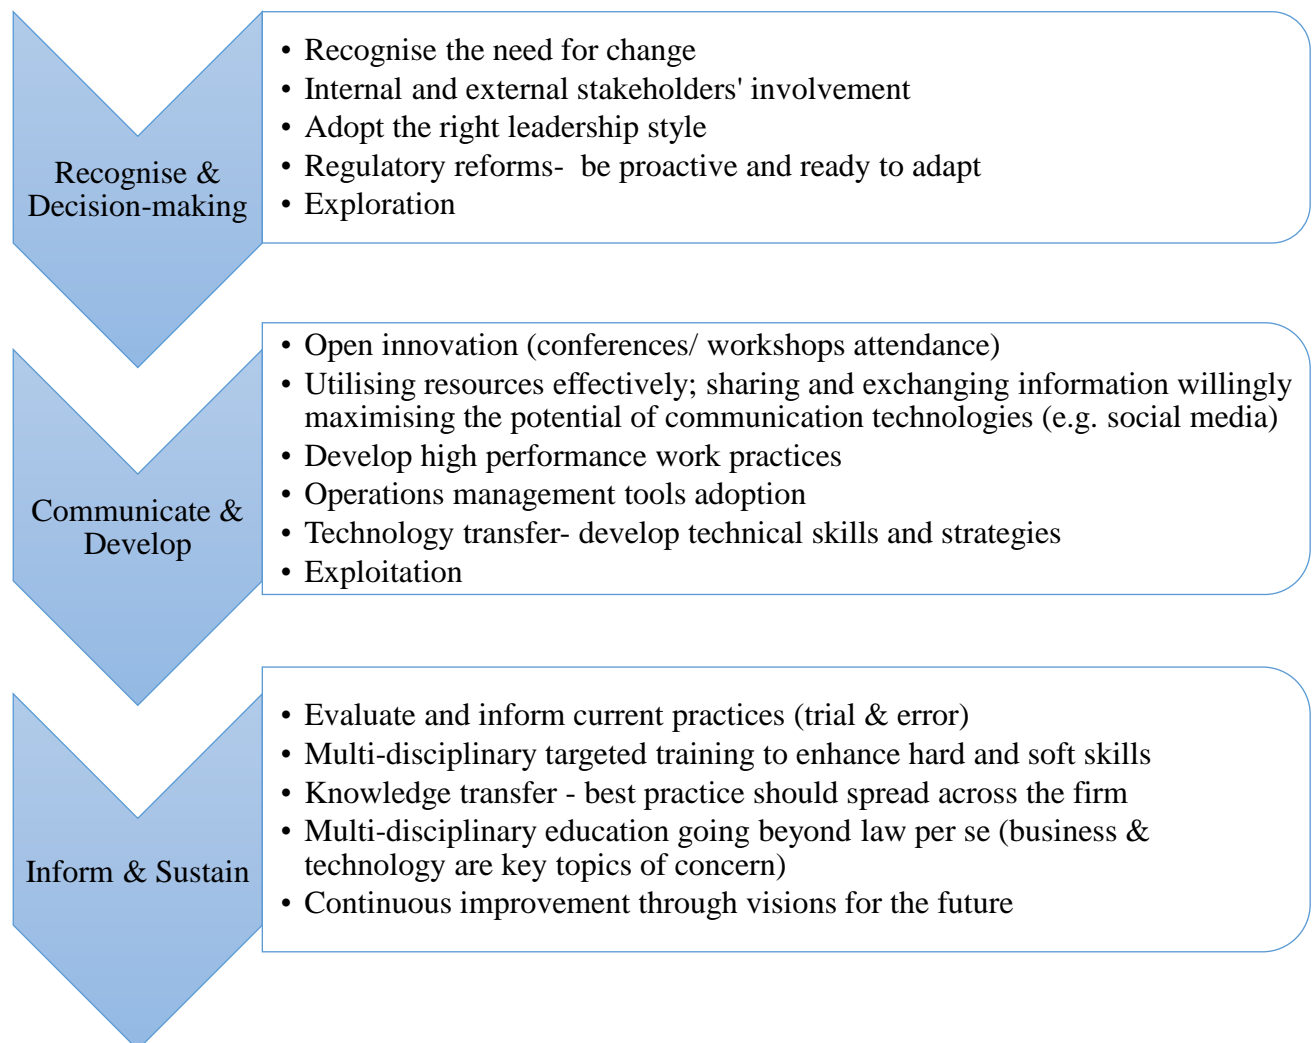 Recognise &
Decision-making
• Recognise the need for change
• Internal and external stakeholders' involvement
• Adopt the right leadership style
• Regulatory reforms-  be proactive and ready to adapt
• Exploration
Communicate &
Develop
• Open innovation (conferences/ workshops attendance)
• Utilising resources effectively; sharing and exchanging information willingly
maximising the potential of communication technologies (e.g. social media)
• Develop high performance work practices
• Operations management tools adoption
• Technology transfer- develop technical skills and strategies
• Exploitation
Inform & Sustain
• Evaluate and inform current practices (trial & error)
• Multi-disciplinary targeted training to enhance hard and soft skills
• Knowledge transfer - best practice should spread across the firm
• Multi-disciplinary education going beyond law per se (business &
technology are key topics of concern)
• Continuous improvement through visions for the future